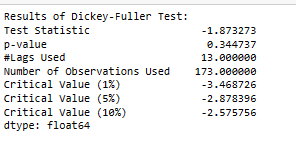 Results of Dickey-Fuller Test:
Test Statistic -1.873273
p-value 0.344737
#Lags Used 13.000000
Number of Observations Used 173.000000
Critical Value (1%) -3.468726
Critical Value (5%) -2.878396
Critical Value (10%) -2.575756
dtype: float64